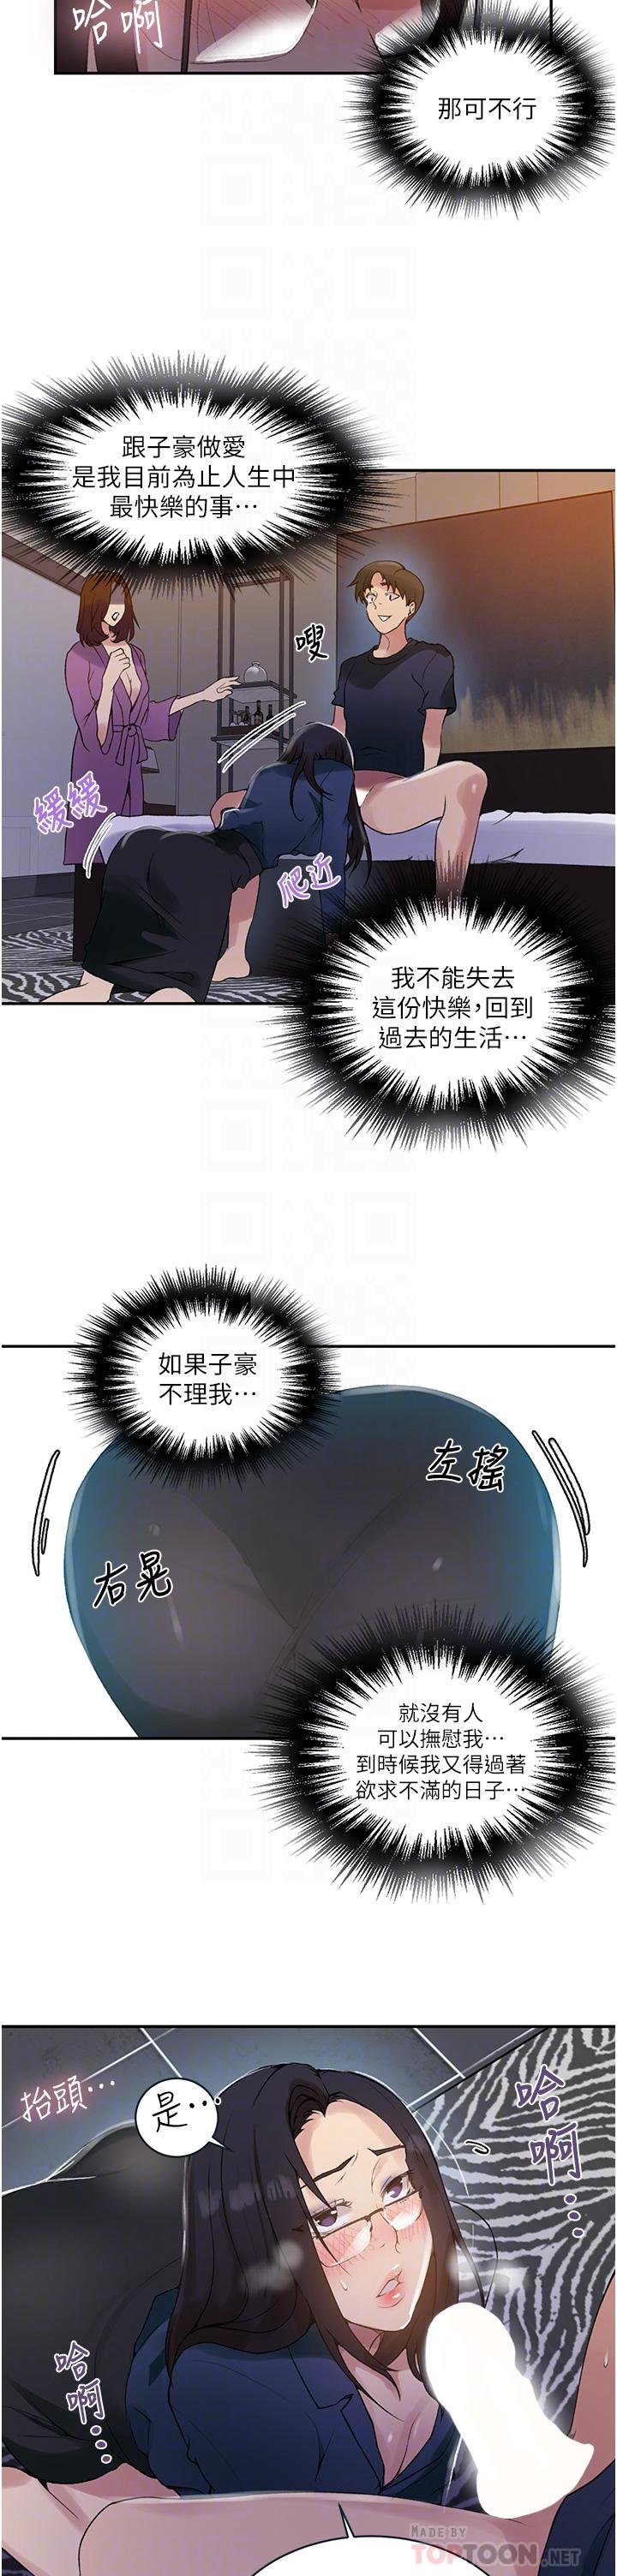 哈啊
那可不行
跟子豪做愛
是我目前為止人生中
最快樂的事…
嗖
緩緩
爬近
我不能失去
這份快樂，回到
過去的生活…
如果子豪
不理我…
左搖
右晃
就沒有人
可以撫慰我…
到時候我又得過著
欲求不滿的日子…
抬頭…
是…
哈啊…
哈啊…
MADE BY
TOPTOON.COM